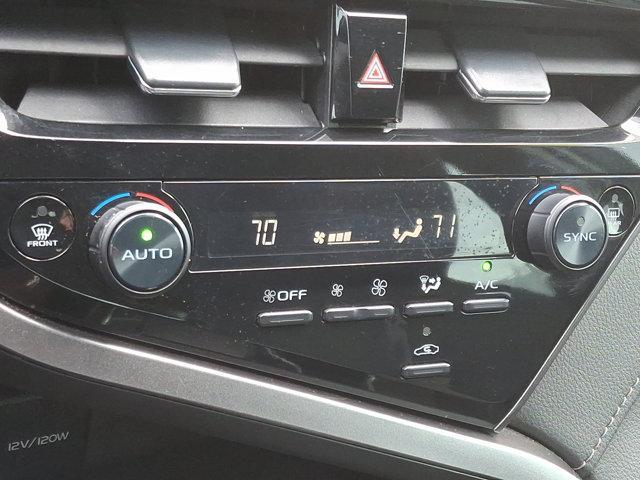 70 71
AUTO
SYNC
FRONT
OFF
A/C
12V/120W